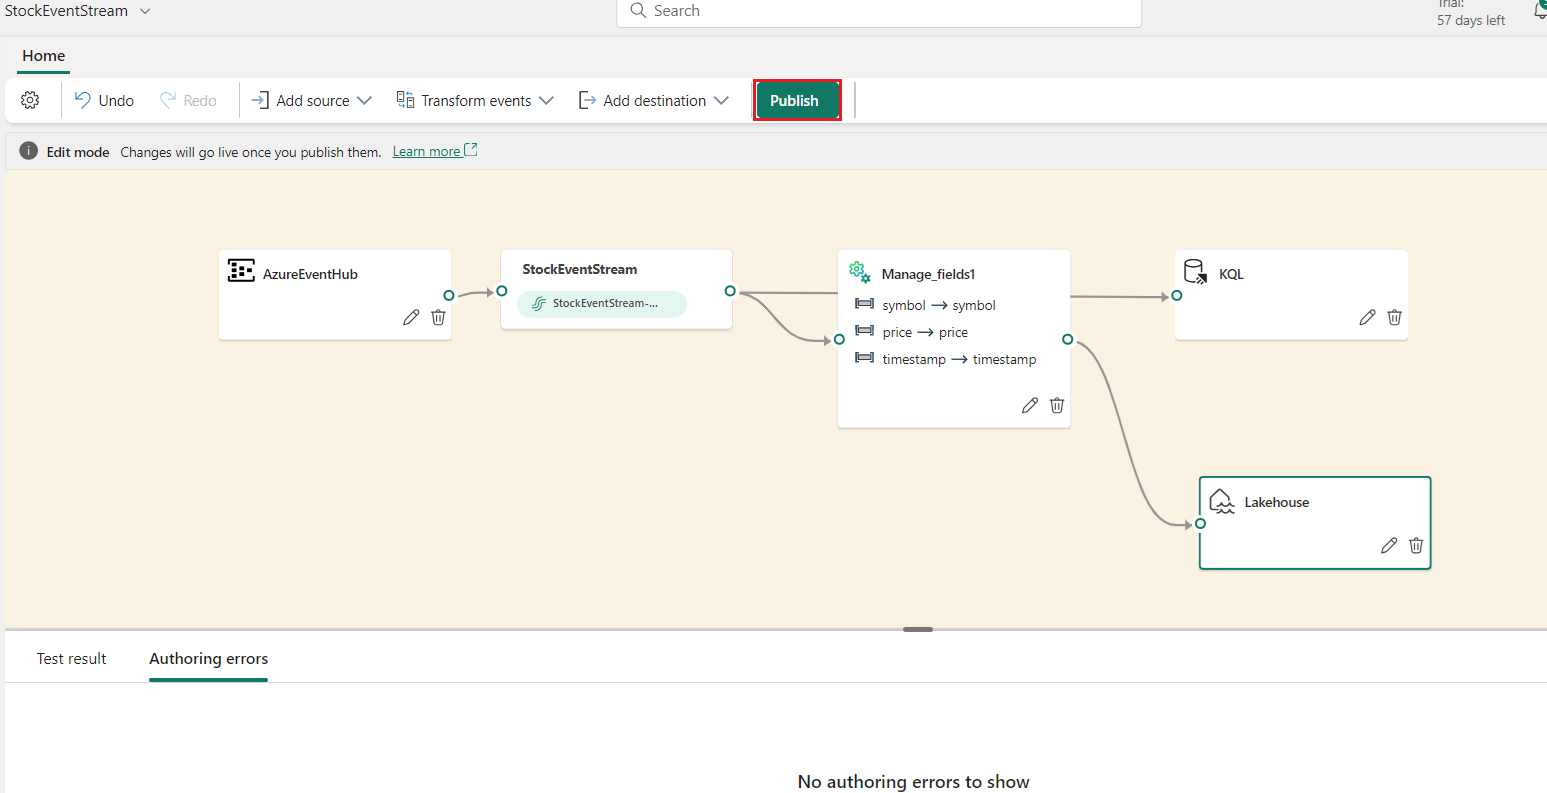 StockEventStream
Search
Trial:
57 days left
Home
Undo
Redo
Add source
Transform events
Add destination
Publish
Edit mode Changes will go live once you publish them. Learn more
AzureEventHub
StockEventStream
StockEventStream-...
Manage_fields1
symbol → symbol
price → price
timestamp → timestamp
KQL
Lakehouse
Test result
Authoring errors
No authoring errors to show